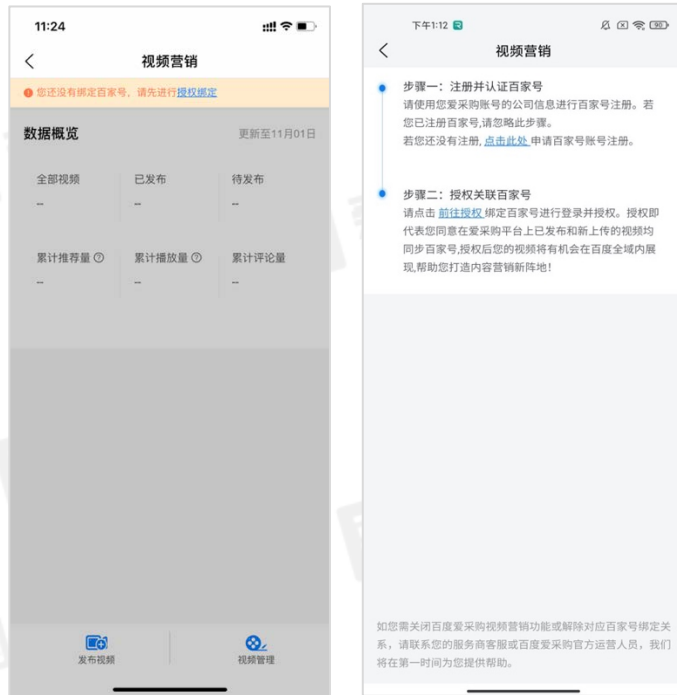 11:24
视频营销
您还没有绑定百家号，请先进行授权绑定
数据概览
更新至11月01日
全部视频
已发布
待发布
--
--
--
累计推荐量
累计播放量
累计评论量
--
--
--
发布视频
视频管理
下午1:12
90
视频营销
步骤一：注册并认证百家号
请使用您爱采购账号的公司信息进行百家号注册。若
您已注册百家号,请忽略此步骤。
若您还没有注册, 点击此处 申请百家号账号注册。
步骤二：授权关联百家号
请点击 前往授权 绑定百家号进行登录并授权。授权即
代表您同意在爱采购平台上已发布和新上传的视频均
同步百家号,授权后您的视频将有机会在百度全域内展
现,帮助您打造内容营销新阵地！
如您需关闭百度爱采购视频营销功能或解除对应百家号绑定关
系，请联系您的服务商客服或百度爱采购官方运营人员，我们
将在第一时间为您提供帮助。